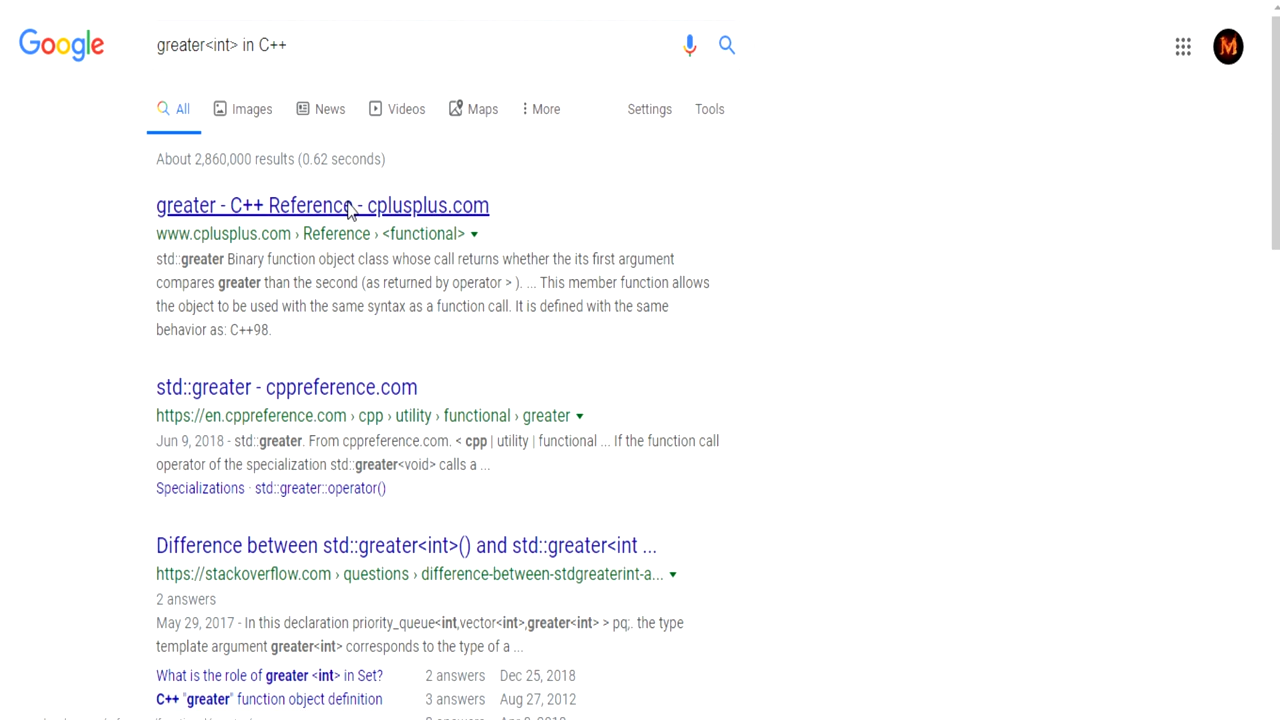 Google
greater<int> in C++
M
All Images News Videos Maps More Settings Tools
About 2,860,000 results (0.62 seconds)
greater - C++ Reference - cplusplus.com
www.cplusplus.com › Reference › <functional>
std::greater Binary function object class whose call returns whether the its first argument
compares greater than the second (as returned by operator > ). ... This member function allows
the object to be used with the same syntax as a function call. It is defined with the same
behavior as: C++98.
std::greater - cppreference.com
https://en.cppreference.com › cpp › utility › functional › greater
Jun 9, 2018 - std::greater. From cppreference.com. < cpp | utility | functional ... If the function call
operator of the specialization std::greater<void> calls a ...
Specializations · std::greater::operator()
Difference between std::greater<int>() and std::greater<int ...
https://stackoverflow.com › questions › difference-between-stdgreaterint-a...
2 answers
May 29, 2017 - In this declaration priority_queue<int,vector<int>,greater<int> > pq;. the type
template argument greater<int> corresponds to the type of a ...
What is the role of greater <int> in Set? 2 answers Dec 25, 2018
C++ "greater" function object definition 3 answers Aug 27, 2012